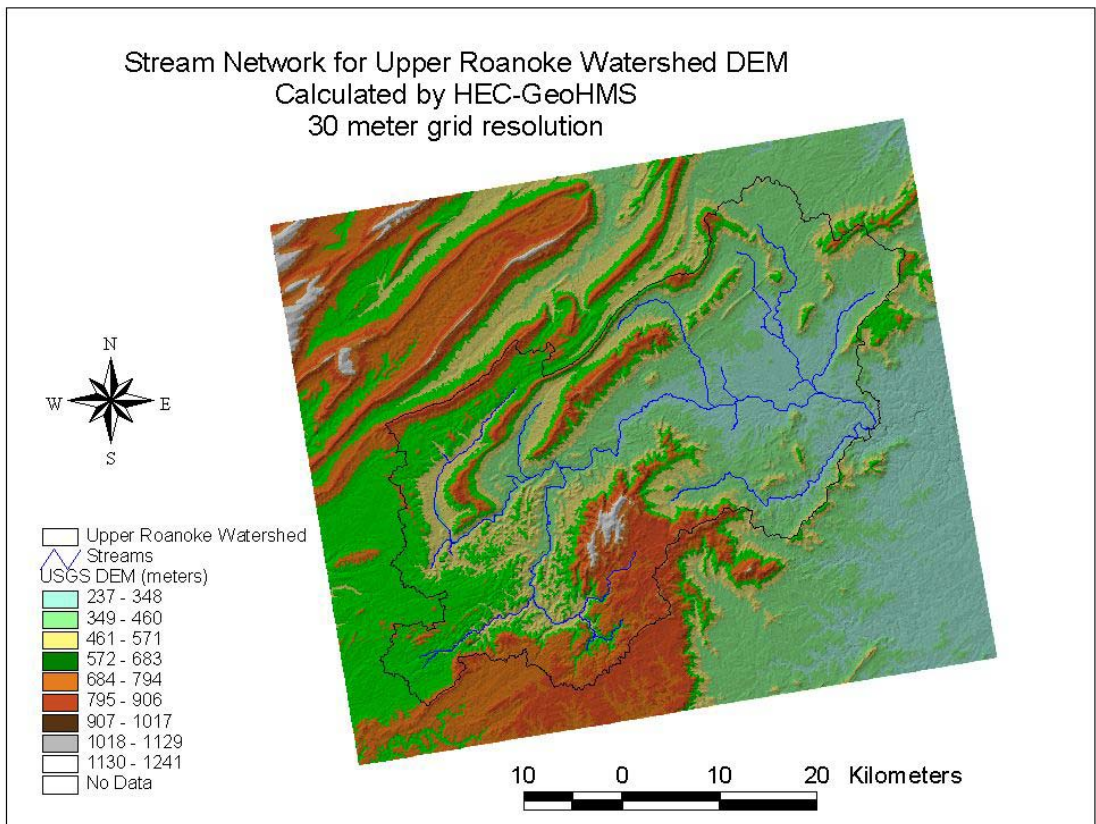 Stream Network for Upper Roanoke Watershed DEM
Calculated by HEC-GeoHMS
30 meter grid resolution
N
W E
S
Upper Roanoke Watershed
Streams
USGS DEM (meters)
237 - 348
349 - 460
461 - 571
572 - 683
684 - 794
795 - 906
907 - 1017
1018 - 1129
1130 - 1241
No Data
10 0 10 20 Kilometers